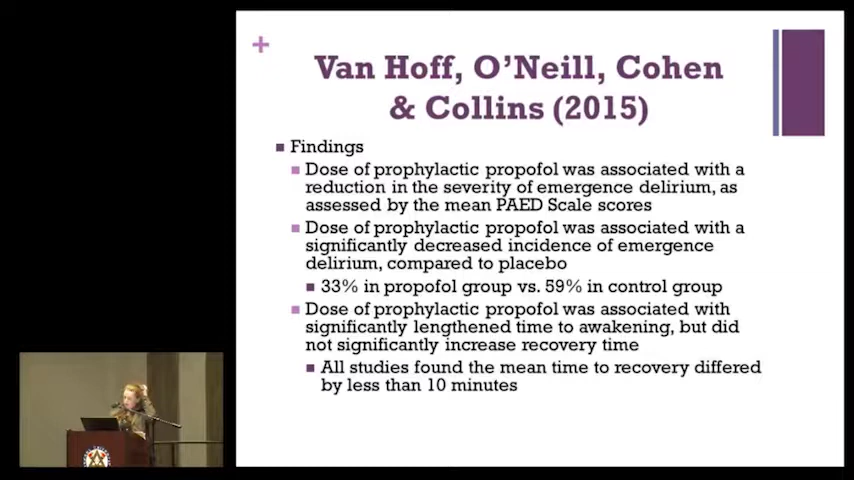 +
Van Hoff, O'Neill, Cohen
& Collins (2015)
Findings
Dose of prophylactic propofol was associated with a
reduction in the severity of emergence delirium, as
assessed by the mean PAED Scale scores
Dose of prophylactic propofol was associated with a
significantly decreased incidence of emergence
delirium, compared to placebo
33% in propofol group vs. 59% in control group
Dose of prophylactic propofol was associated with
significantly lengthened time to awakening, but did
not significantly increase recovery time
All studies found the mean time to recovery differed
by less than 10 minutes